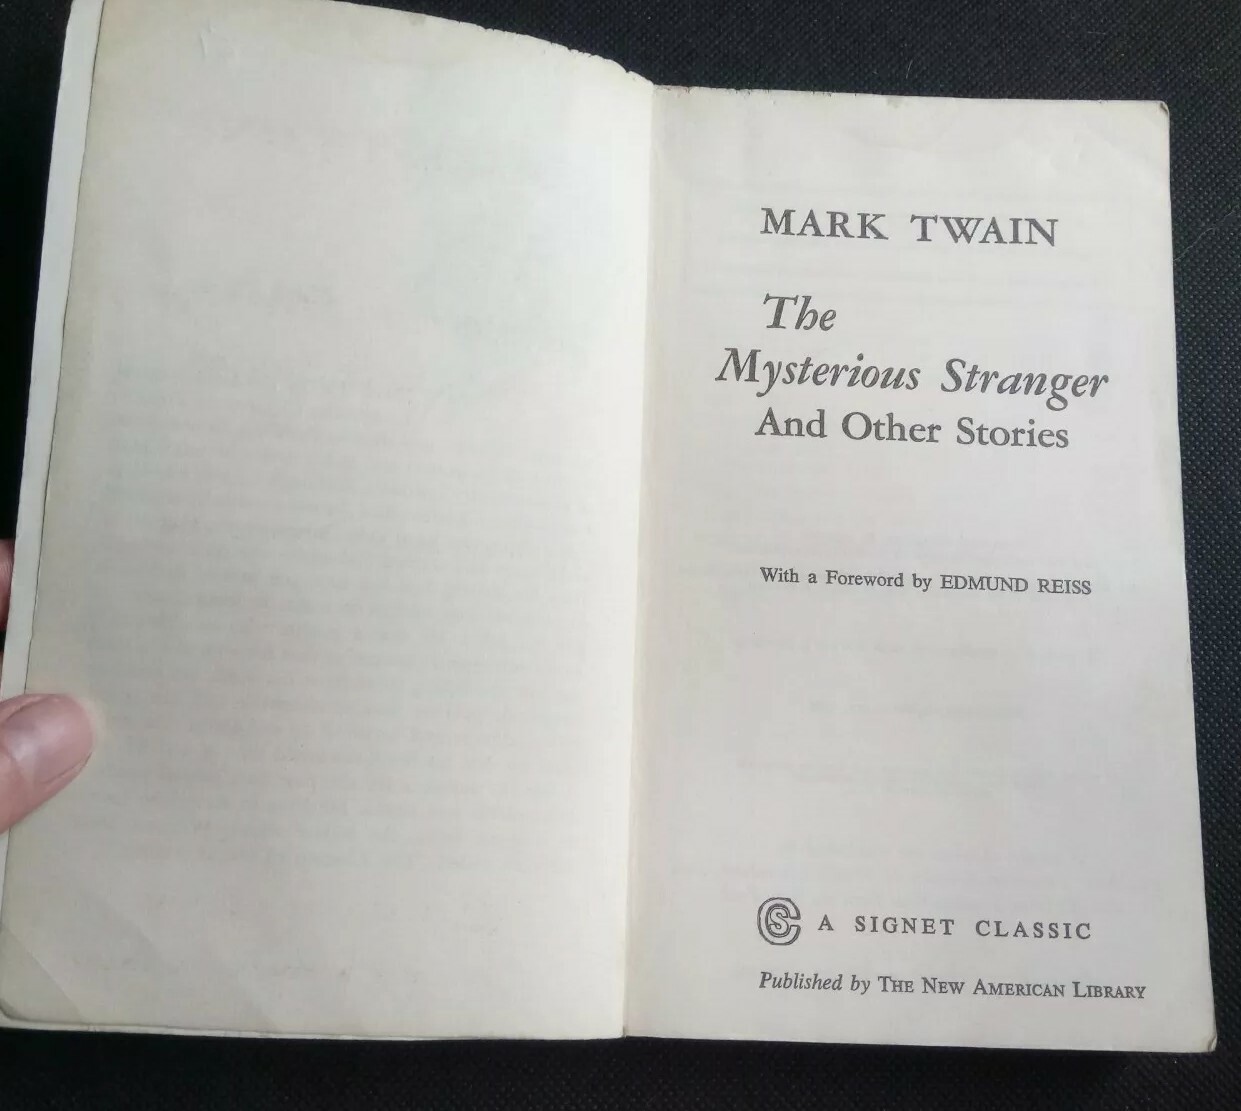 MARK TWAIN
The
Mysterious Stranger
And Other Stories
With a Foreword by EDMUND REISS
CS A SIGNET CLASSIC
Published by THE NEW AMERICAN LIBRARY